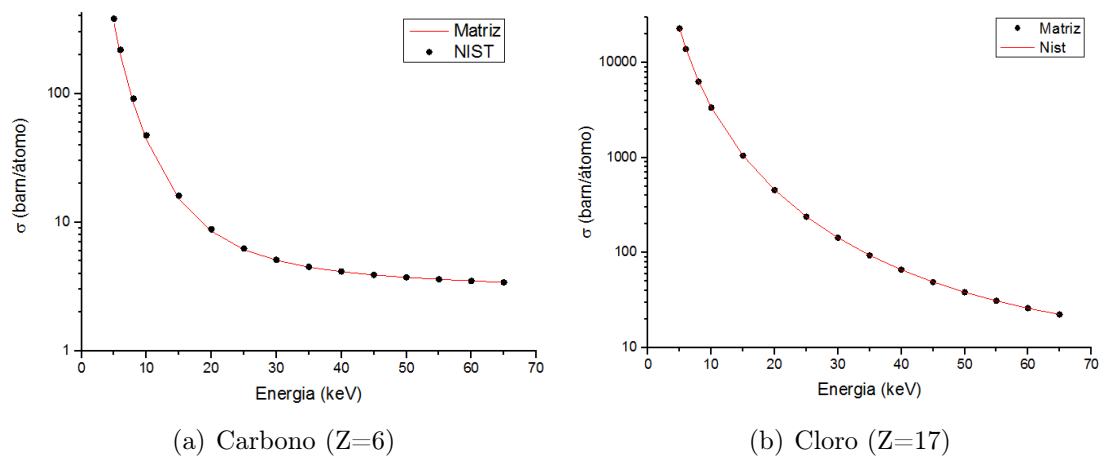 Matriz
NIST
100
10
1
σ (barn/átomo)
0 10 20 30 40 50 60 70
Energia (keV)
(a) Carbono (Z=6)
Matriz
Nist
10000
1000
100
10
σ (barn/átomo)
0 10 20 30 40 50 60 70
Energia (keV)
(b) Cloro (Z=17)